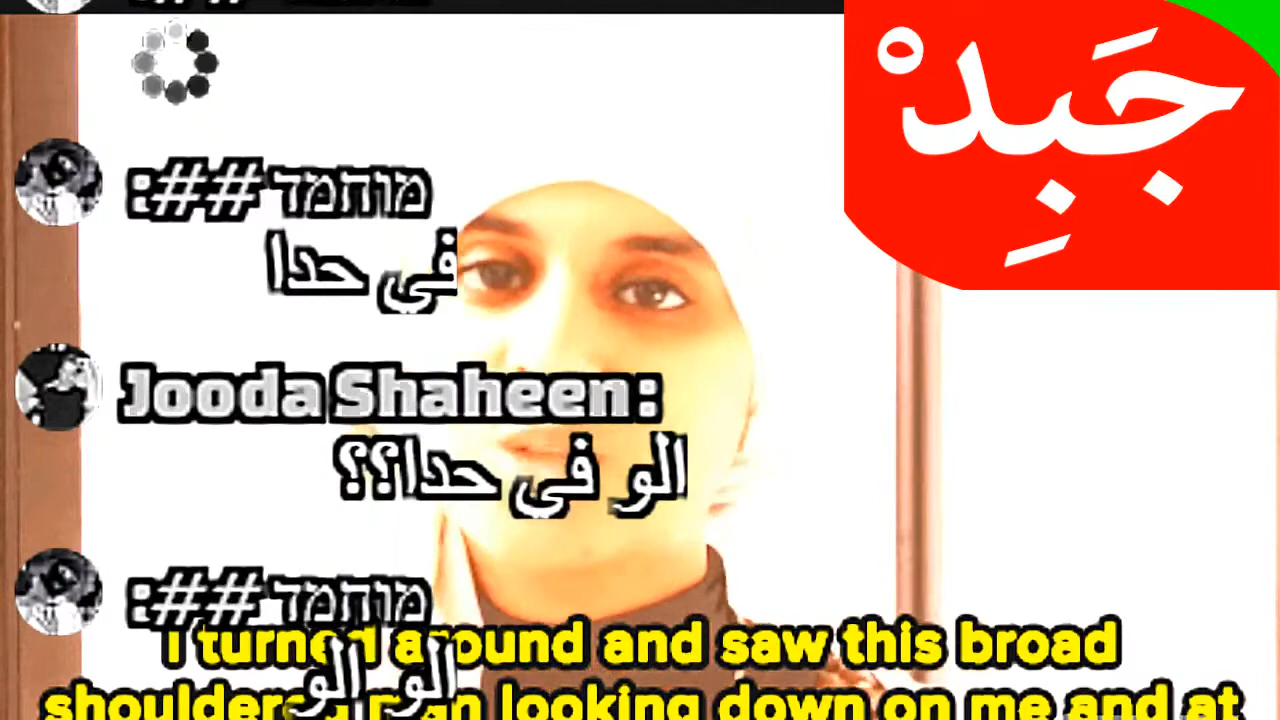 جَبِدْ
מוחמד ##:
في حدا
Jooda Shaheen:
الو في حدا؟؟
מוחמד ##:
الو الو
I turned around and saw this broad
looking down on me and at